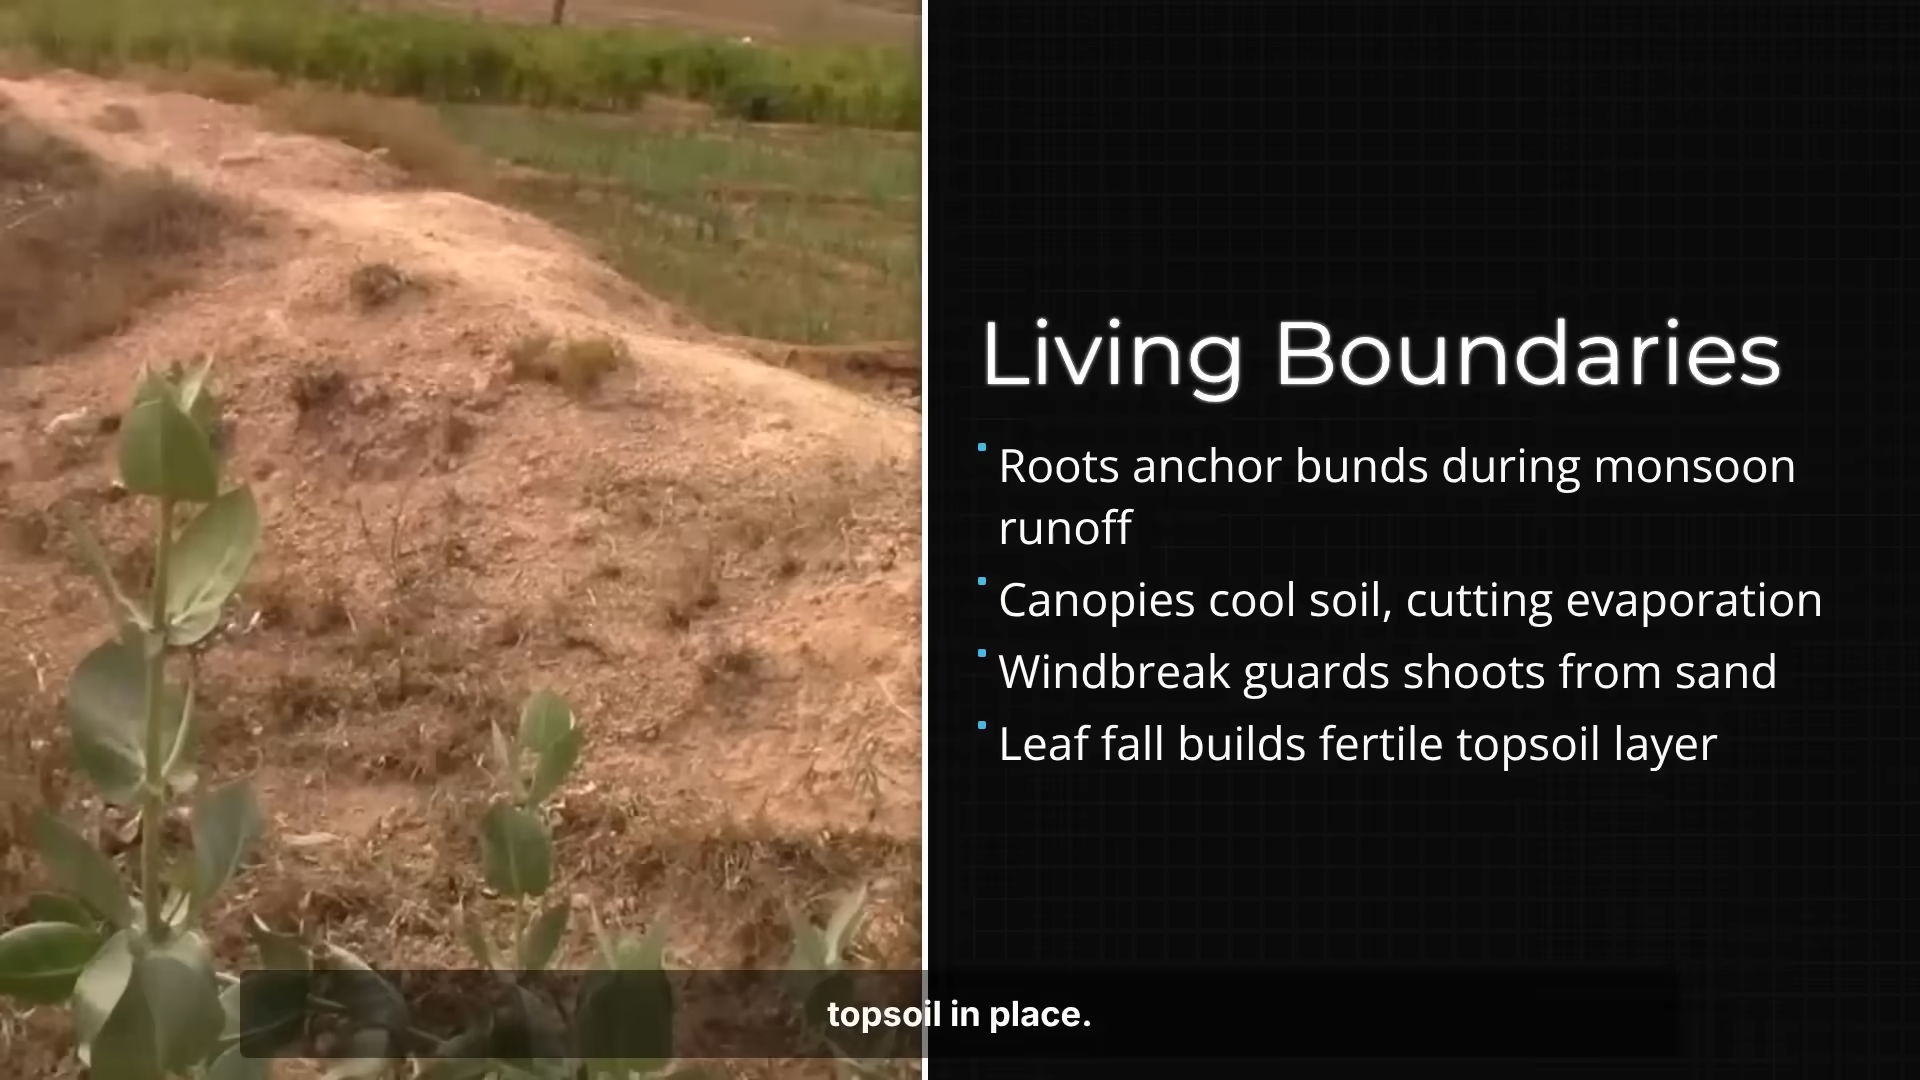 Living Boundaries
Roots anchor bunds during monsoon
runoff
Canopies cool soil, cutting evaporation
Windbreak guards shoots from sand
Leaf fall builds fertile topsoil layer
topsoil in place.